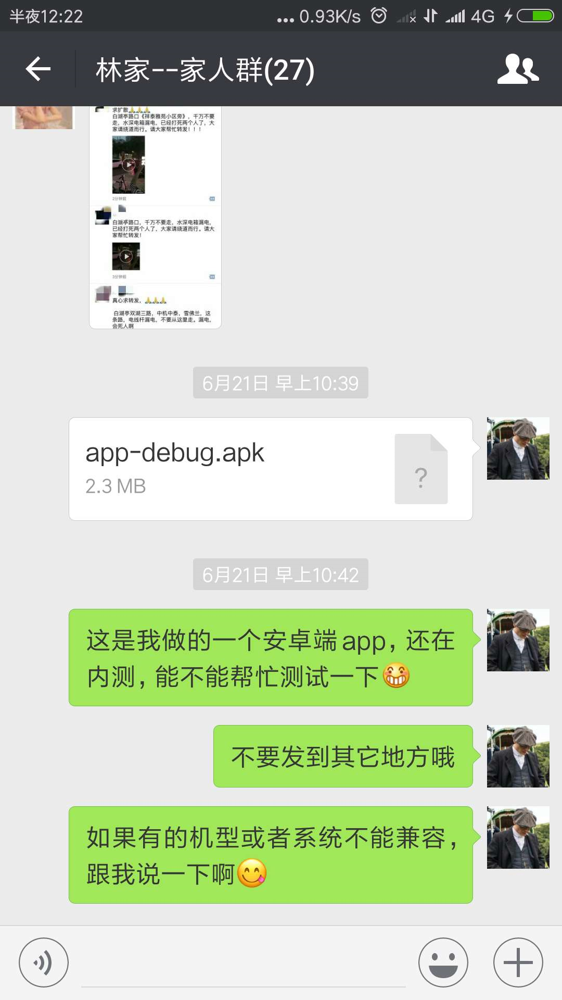 半夜12:22
0.93K/s
4G
林家--家人群(27)
求扩散🙏🙏🙏
白湖亭路口《祥泰雅苑小区旁》，千万不要
走，水深电箱漏电，已经打死两个人了，大
家请绕道而行。请大家帮忙转发！！！
2分钟前
白湖亭路口，千万不要走，水深电箱漏电，
已经打死两个人了，大家请绕道而行。请大
家帮忙转发！
3分钟前
真心求转发，🙏🙏🙏
白湖亭双湖三路，中机中泰，雪佛兰，这
条路，电线杆漏电，不要从这里走。漏电，
会死人啊
6月21日 早上10:39
app-debug.apk
2.3 MB
?
6月21日 早上10:42
这是我做的一个安卓端app，还在
内测，能不能帮忙测试一下😁
不要发到其它地方哦
如果有的机型或者系统不能兼容，
跟我说一下啊😋